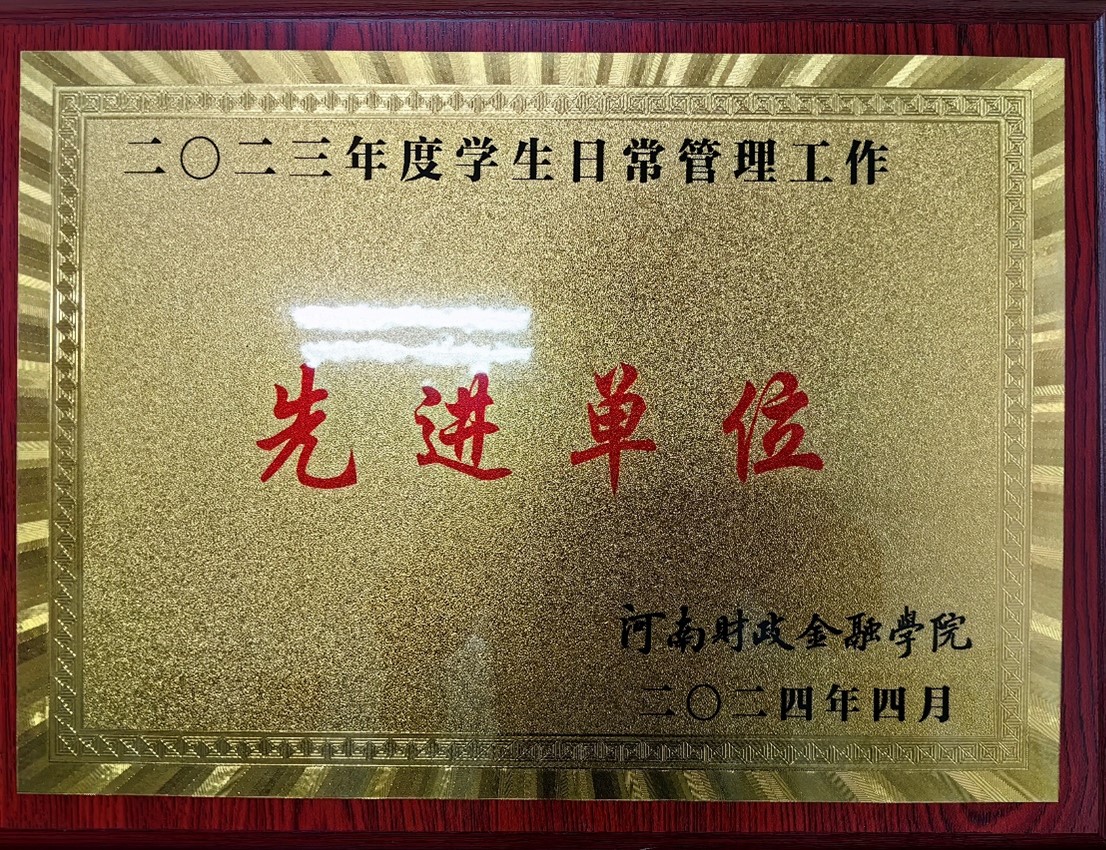 二〇二三年度学生日常管理工作
先进单位
河南财政金融學院
二〇二四年四月